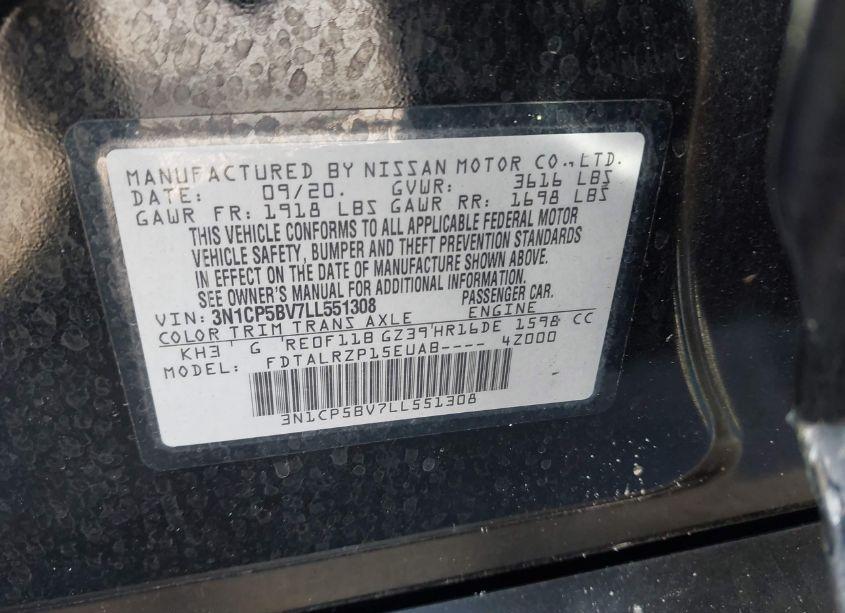 MANUFACTURED BY NISSAN MOTOR CO.,LTD.
DATE: 09/20. GVWR: 3616 LBS
GAWR FR: 1918 LBS GAWR RR: 1698 LBS
THIS VEHICLE CONFORMS TO ALL APPLICABLE FEDERAL MOTOR
VEHICLE SAFETY, BUMPER AND THEFT PREVENTION STANDARDS
IN EFFECT ON THE DATE OF MANUFACTURE SHOWN ABOVE.
SEE OWNER'S MANUAL FOR ADDITIONAL INFORMATION.
VIN: 3N1CP5BV7LL551308 PASSENGER CAR.
COLOR TRIM TRANS AXLE ENGINE
KH3 ' G 'RE0F11B GZ39'HR16DE 1598 CC
MODEL: FDTALRZP15EUAB---- 4Z000
3N1CP5BV7LL551308